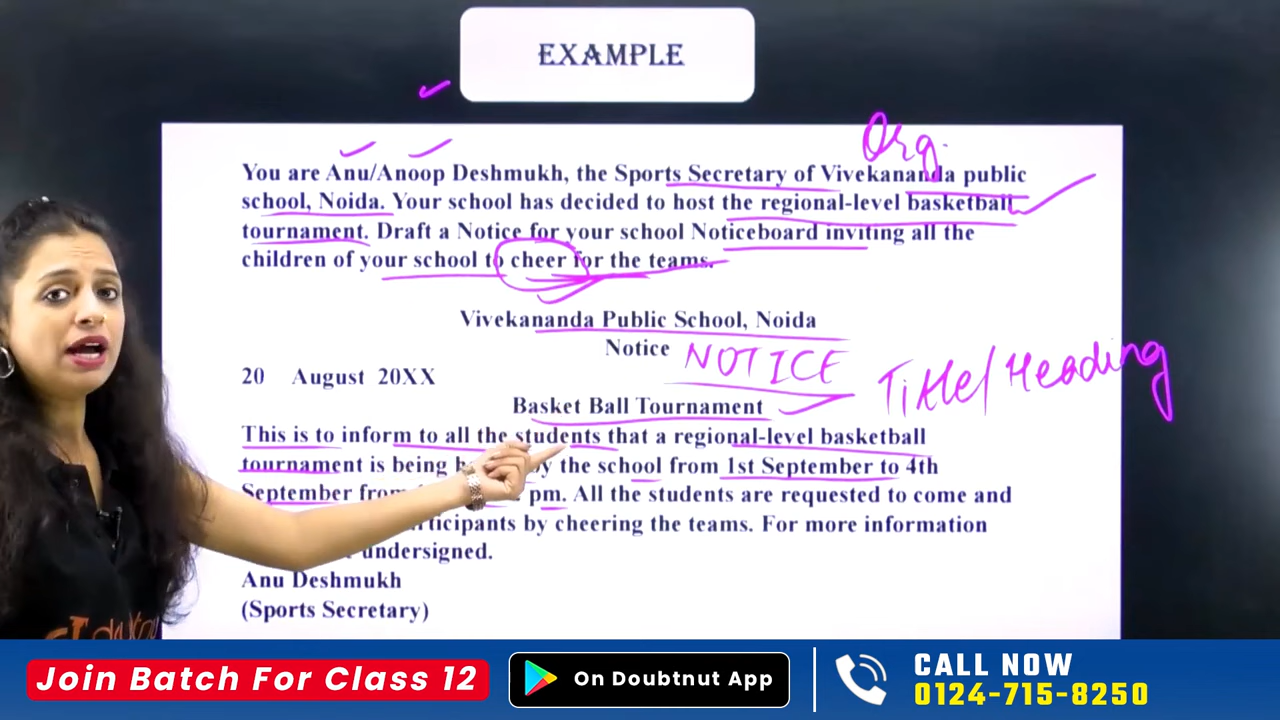 EXAMPLE
Org.
You are Anu/Anoop Deshmukh, the Sports Secretary of Vivekananda public
school, Noida. Your school has decided to host the regional-level basketball
tournament. Draft a Notice for your school Noticeboard inviting all the
children of your school to cheer for the teams.
Vivekananda Public School, Noida
Notice NOTICE
20 August 20XX
Basket Ball Tournament Title/Heading
This is to inform to all the students that a regional-level basketball
tournament is being by the school from 1st September to 4th
September from pm. All the students are requested to come and
by cheering the teams. For more information
undersigned.
Anu Deshmukh
(Sports Secretary)
Join Batch For Class 12
On Doubtnut App
CALL NOW
0124-715-8250